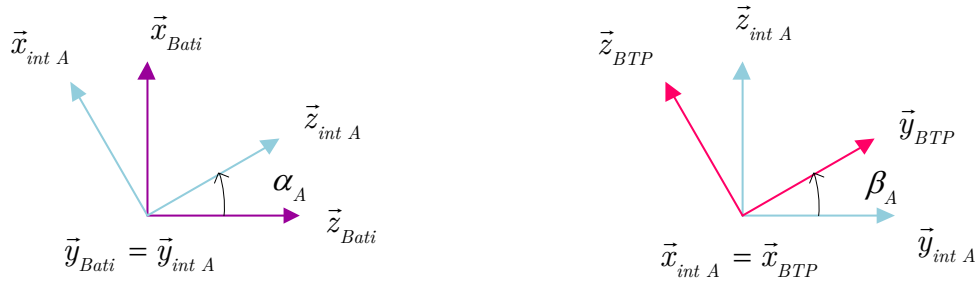 x⃗_int A
x⃗_Bati
z⃗_int A
α_A
z⃗_Bati
y⃗_Bati = y⃗_int A
z⃗_BTP
z⃗_int A
y⃗_BTP
β_A
y⃗_int A
x⃗_int A = x⃗_BTP